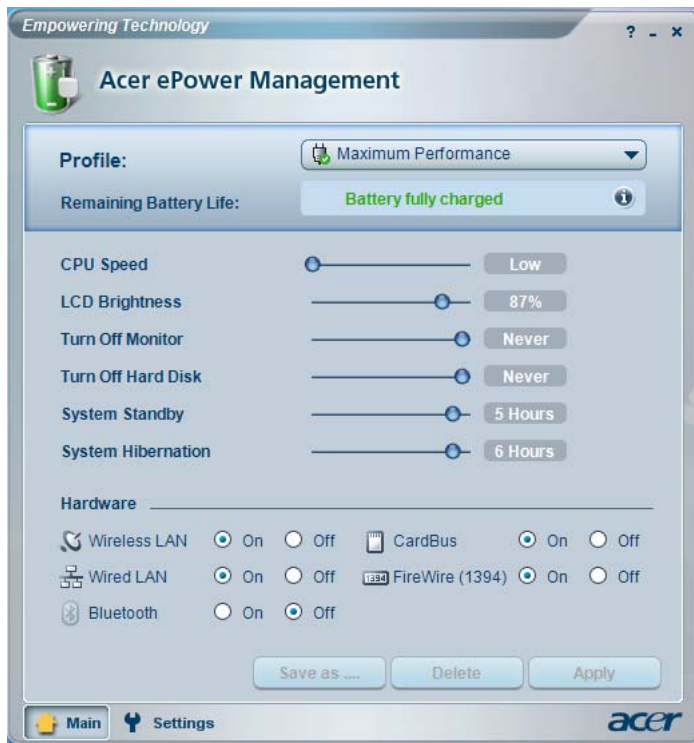 Empowering Technology
? - ×
Acer ePower Management
Profile: Maximum Performance
Remaining Battery Life: Battery fully charged
CPU Speed Low
LCD Brightness 87%
Turn Off Monitor Never
Turn Off Hard Disk Never
System Standby 5 Hours
System Hibernation 6 Hours
Hardware
Wireless LAN On Off CardBus On Off
Wired LAN On Off 1394 FireWire (1394) On Off
Bluetooth On Off
Save as .... Delete Apply
Main Settings acer